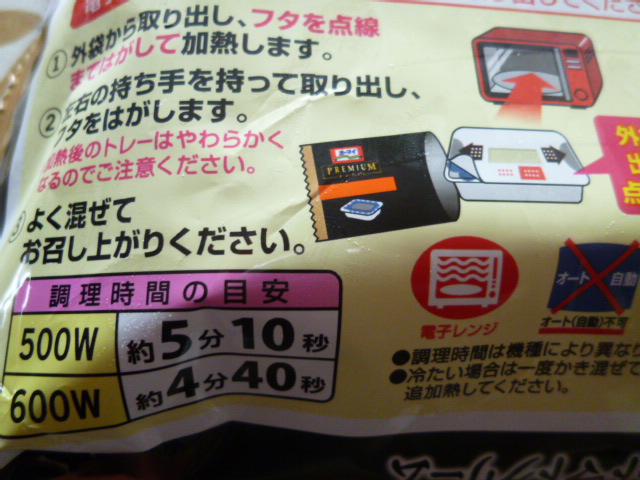 ①外袋から取り出し、フタを点線
まではがして加熱します。
②左右の持ち手を持って取り出し、
フタをはがします。
加熱後のトレーはやわらかく
なるのでご注意ください。
オーマイ
PREMIUM
外
出
点
③よく混ぜて
お召し上がりください。
調理時間の目安
500W 約5分10秒
600W 約4分40秒
電子レンジ
オート 自動
オート(自動)不可
●調理時間は機種により異な
●冷たい場合は一度かき混ぜて
追加熱してください。